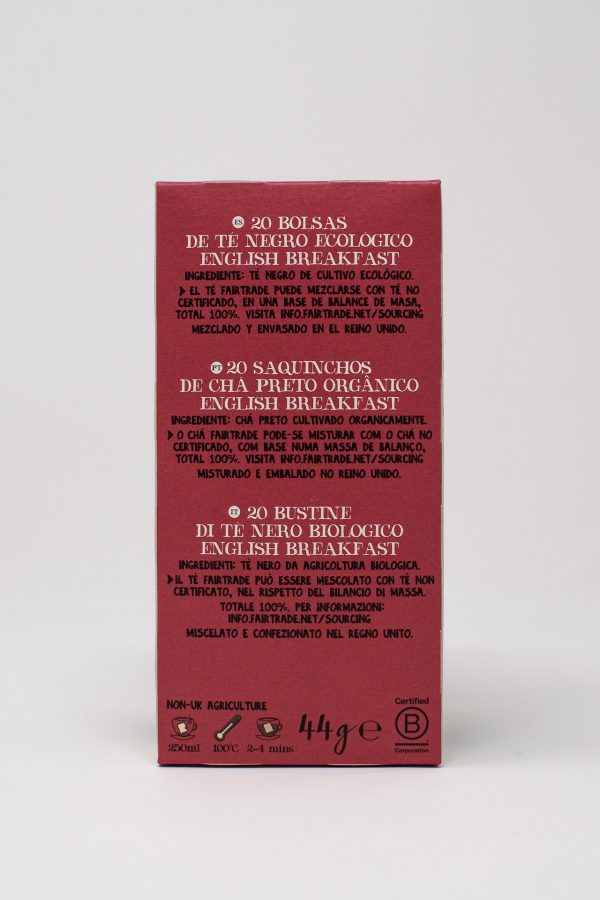 ES 20 BOLSAS
DE TÉ NEGRO ECOLÓGICO
ENGLISH BREAKFAST
INGREDIENTE: TÉ NEGRO DE CULTIVO ECOLÓGICO.
EL TÉ FAIRTRADE PUEDE MEZCLARSE CON TÉ NO
CERTIFICADO, EN UNA BASE DE BALANCE DE MASA,
TOTAL 100%. VISITA INFO.FAIRTRADE.NET/SOURCING
MEZCLADO Y ENVASADO EN EL REINO UNIDO.
PT 20 SAQUINCHOS
DE CHÁ PRETO ORGÂNICO
ENGLISH BREAKFAST
INGREDIENTE: CHÁ PRETO CULTIVADO ORGANICAMENTE.
O CHÁ FAIRTRADE PODE-SE MISTURAR COM O CHÁ NO
CERTIFICADO, COM BASE NUMA MASSA DE BALANÇO,
TOTAL 100%. VISITA INFO.FAIRTRADE.NET/SOURCING
MISTURADO E EMBALADO NO REINO UNIDO.
IT 20 BUSTINE
DI TÈ NERO BIOLOGICO
ENGLISH BREAKFAST
INGREDIENTI: TÈ NERO DA AGRICOLTURA BIOLOGICA.
IL TÈ FAIRTRADE PUÒ ESSERE MESCOLATO CON TÈ NON
CERTIFICATO, NEL RISPETTO DEL BILANCIO DI MASSA.
TOTALE 100%. PER INFORMAZIONI:
INFO.FAIRTRADE.NET/SOURCING
MISCELATO E CONFEZIONATO NEL REGNO UNITO.
NON-UK AGRICULTURE
250ml 100°C 2-4 mins 44g e
Certified
B
Corporation